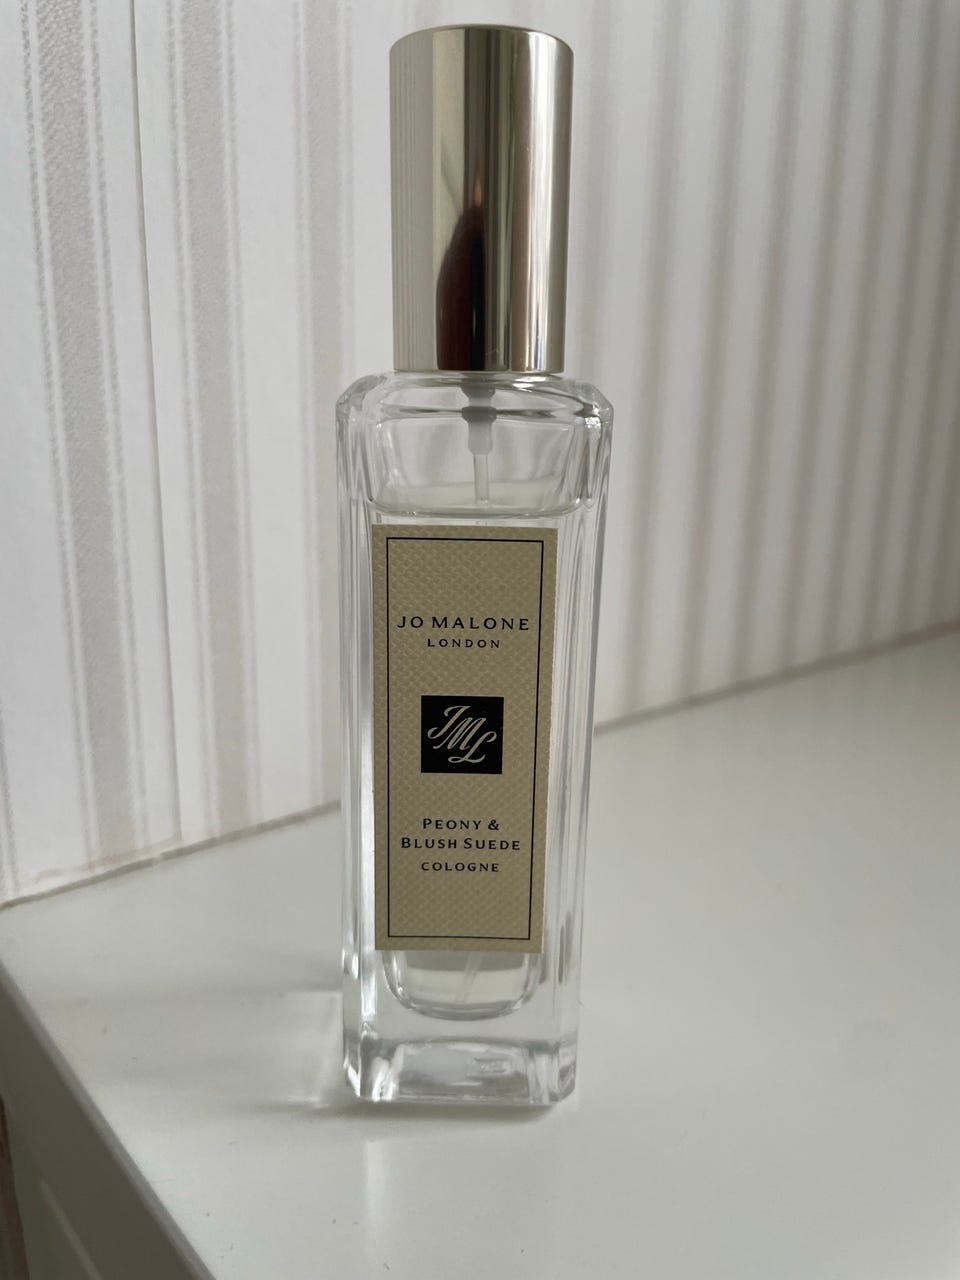 JO MALONE
LONDON
JML
PEONY &
BLUSH SUEDE
COLOGNE